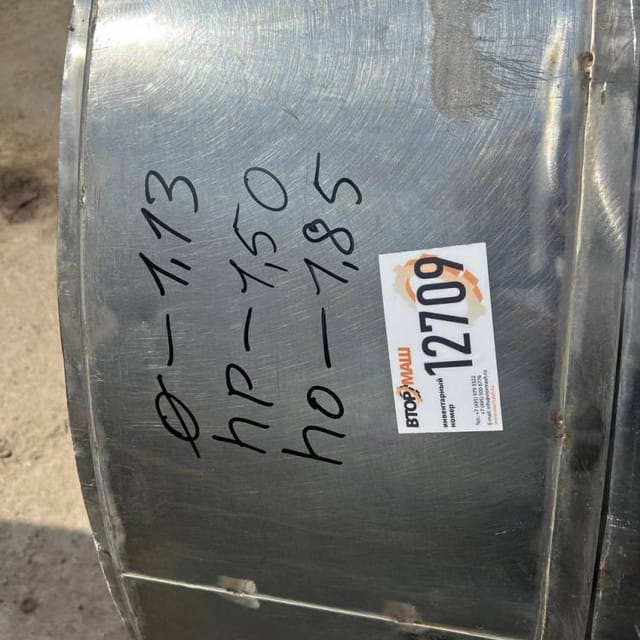 Ø – 1,13
hp – 1,50
ho – 1,85
ВТОРМАШ
инвентарный
номер
12709